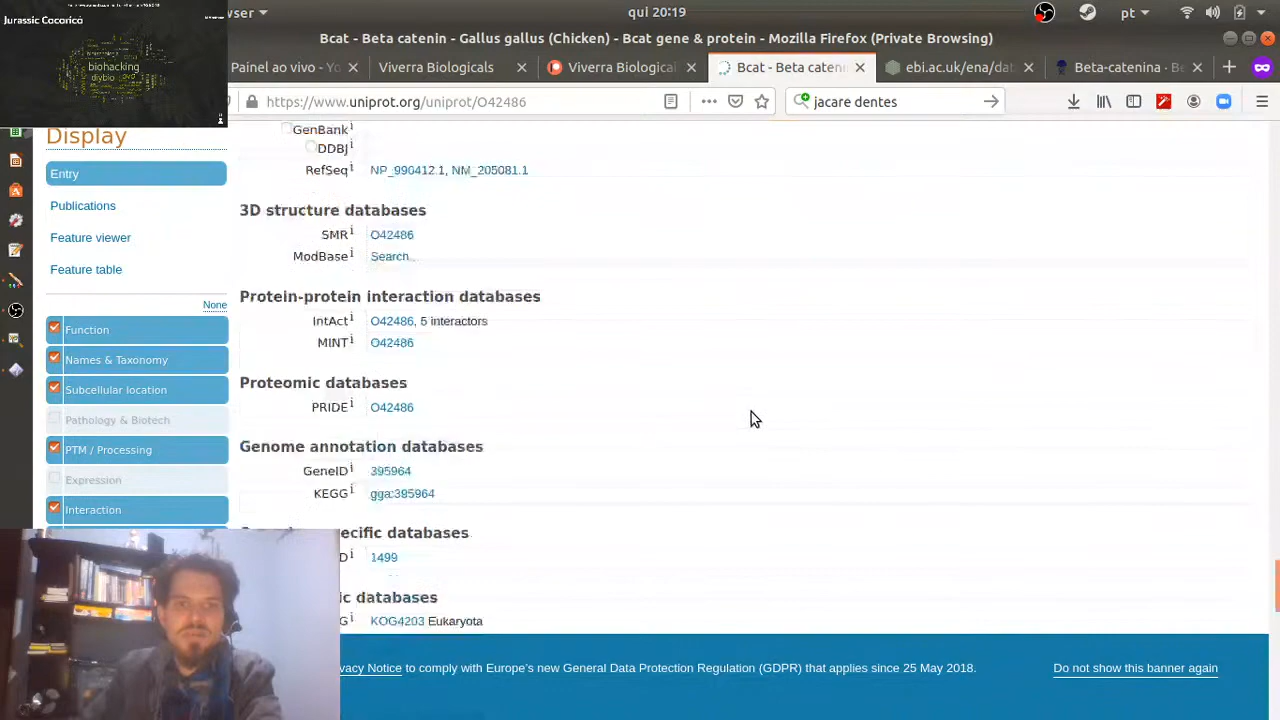 wser
qui 20:19
pt
Jurassic Cacarica
biohacking
diybio
Bcat - Beta catenin - Gallus gallus (Chicken) - Bcat gene & protein - Mozilla Firefox (Private Browsing)
Painel ao vivo - Yo
Viverra Biologicals
Viverra Biological
Bcat - Beta catenin
ebi.ac.uk/ena/dat
Beta-catenina - B
https://www.uniprot.org/uniprot/O42486
jacare dentes
Display
Entry
Publications
Feature viewer
Feature table
None
Function
Names & Taxonomy
Subcellular location
Pathology & Biotech
PTM / Processing
Expression
Interaction
GenBank i
DDBJ i
RefSeq i NP_990412.1, NM_205081.1
3D structure databases
SMR i O42486
ModBase i Search...
Protein-protein interaction databases
IntAct i O42486, 5 interactors
MINT i O42486
Proteomic databases
PRIDE i O42486
Genome annotation databases
GeneID i 395964
KEGG i gga:395964
ecific databases
D i 1499
ic databases
G i KOG4203 Eukaryota
vacy Notice to comply with Europe's new General Data Protection Regulation (GDPR) that applies since 25 May 2018.
Do not show this banner again